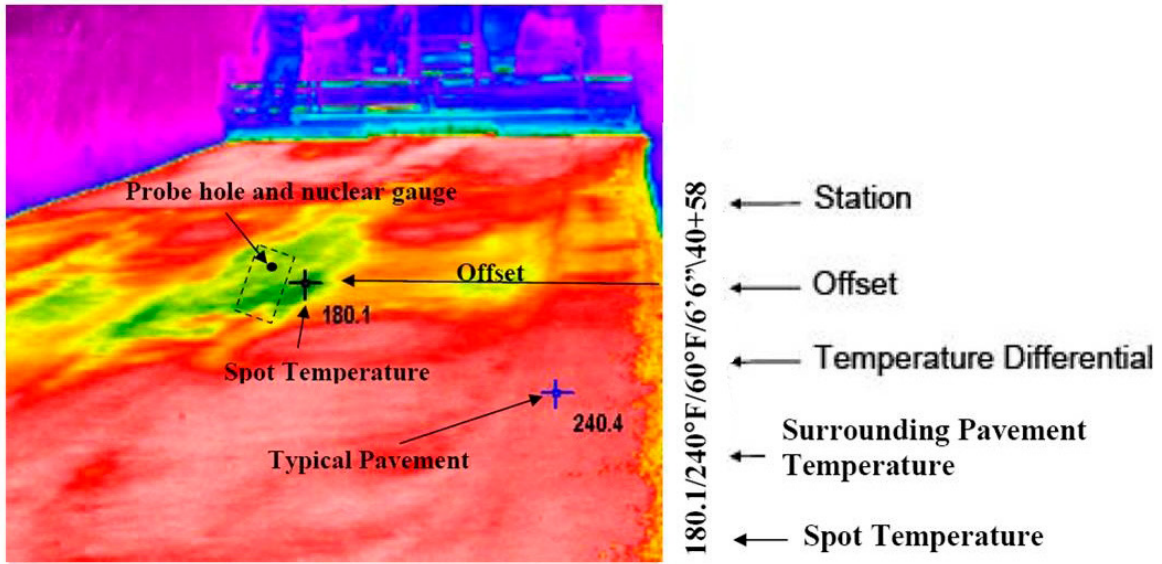 Probe hole and nuclear gauge
Offset
180.1
Spot Temperature
240.4
Typical Pavement
180.1/240°F/60°F/6’6”\40+58
Station
Offset
Temperature Differential
Surrounding Pavement
Temperature
Spot Temperature